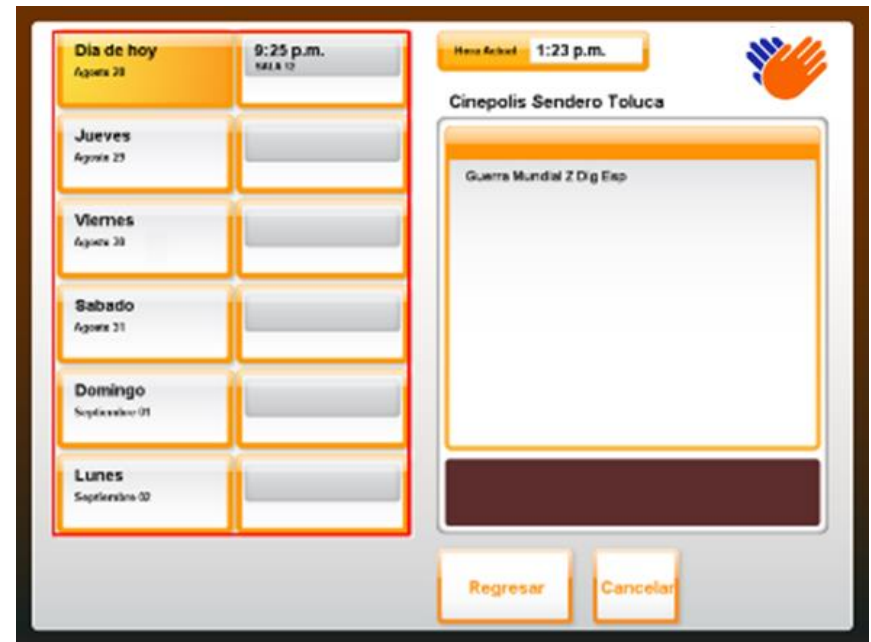 Dia de hoy
Agosto 28
9:25 p.m.
SALA 12
Jueves
Agosto 29
Viernes
Agosto 30
Sabado
Agosto 31
Domingo
Septiembre 01
Lunes
Septiembre 02
Hora Actual 1:23 p.m.
Cinepolis Sendero Toluca
Guerra Mundial Z Dig Esp
Regresar
Cancelar